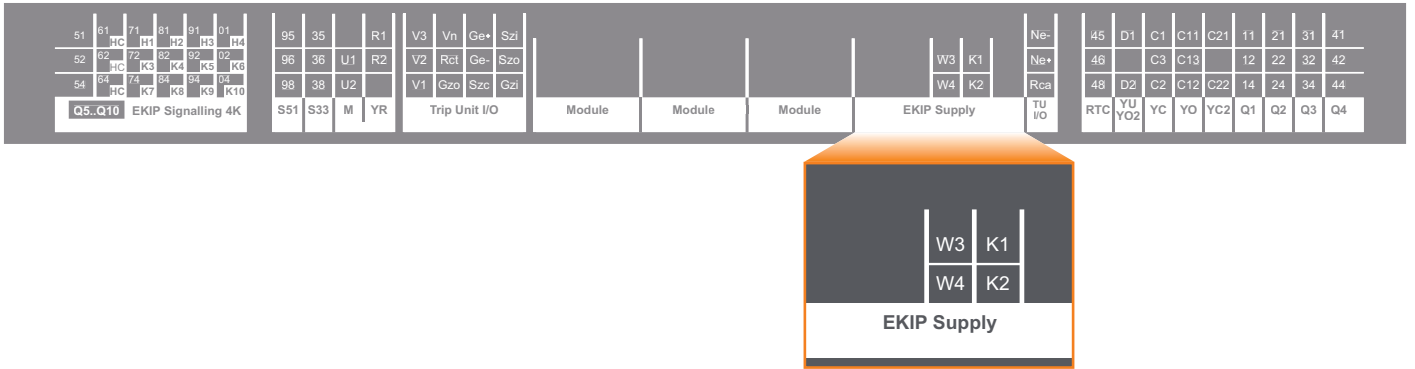 51 61 HC 71 H1 81 H2 91 H3 01 H4 95 35 R1 V3 Vn Ge+ Szi Ne- 45 D1 C1 C11 C21 11 21 31 41
52 62 HC 72 K3 82 K4 92 K5 02 K6 96 36 U1 R2 V2 Rct Ge- Szo W3 K1 Ne+ 46 C3 C13 12 22 32 42
54 64 HC 74 K7 84 K8 94 K9 04 K10 98 38 U2 V1 Gzo Szc Gzi W4 K2 Rca 48 D2 C2 C12 C22 14 24 34 44
Q5..Q10 EKIP Signalling 4K S51 S33 M YR Trip Unit I/O Module Module Module EKIP Supply TU I/O RTC YU YO2 YC YO YC2 Q1 Q2 Q3 Q4
W3 K1
W4 K2
EKIP Supply